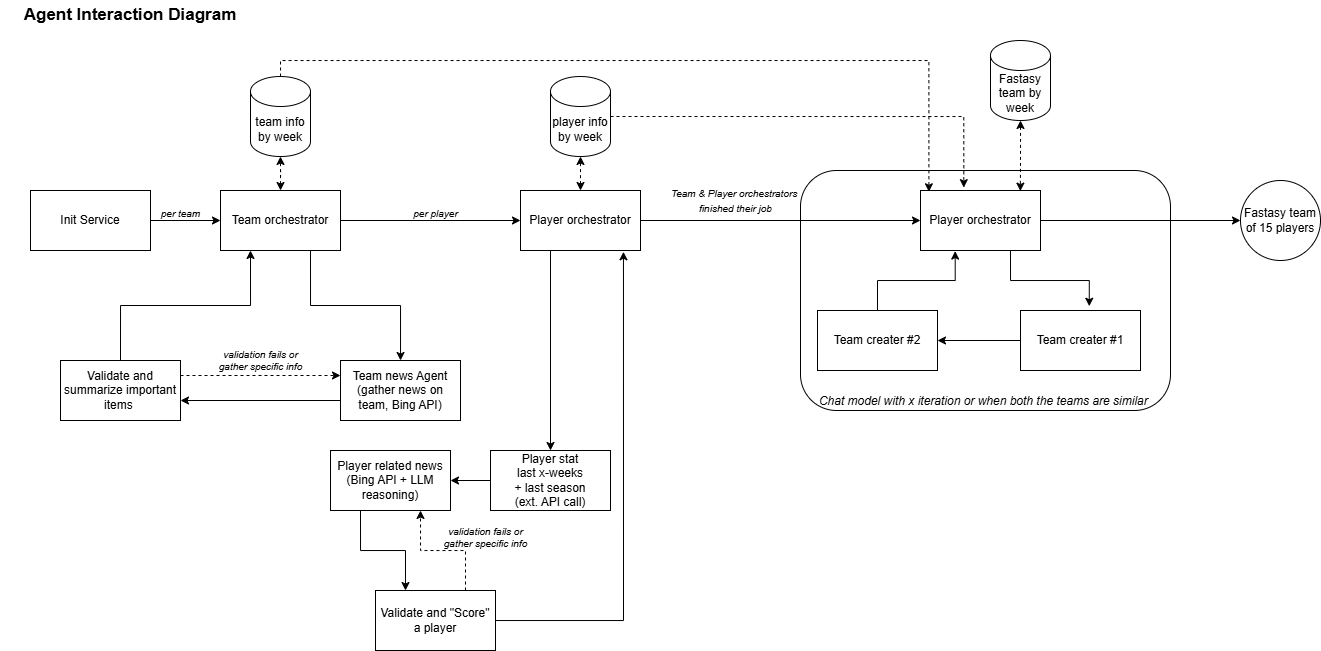 Agent Interaction Diagram
team info
by week
player info
by week
Fastasy
team by
week
Init Service
per team
Team orchestrator
per player
Player orchestrator
Team & Player orchestrators
finished their job
Player orchestrator
Fastasy team
of 15 players
Validate and
summarize important
items
validation fails or
gather specific info
Team news Agent
(gather news on
team, Bing API)
Team creater #2
Team creater #1
Chat model with x iteration or when both the teams are similar
Player related news
(Bing API + LLM
reasoning)
Player stat
last x-weeks
+ last season
(ext. API call)
validation fails or
gather specific info
Validate and "Score"
a player